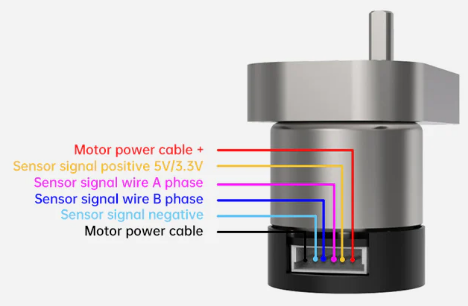 Motor power cable +
Sensor signal positive 5V/3.3V
Sensor signal wire A phase
Sensor signal wire B phase
Sensor signal negative
Motor power cable